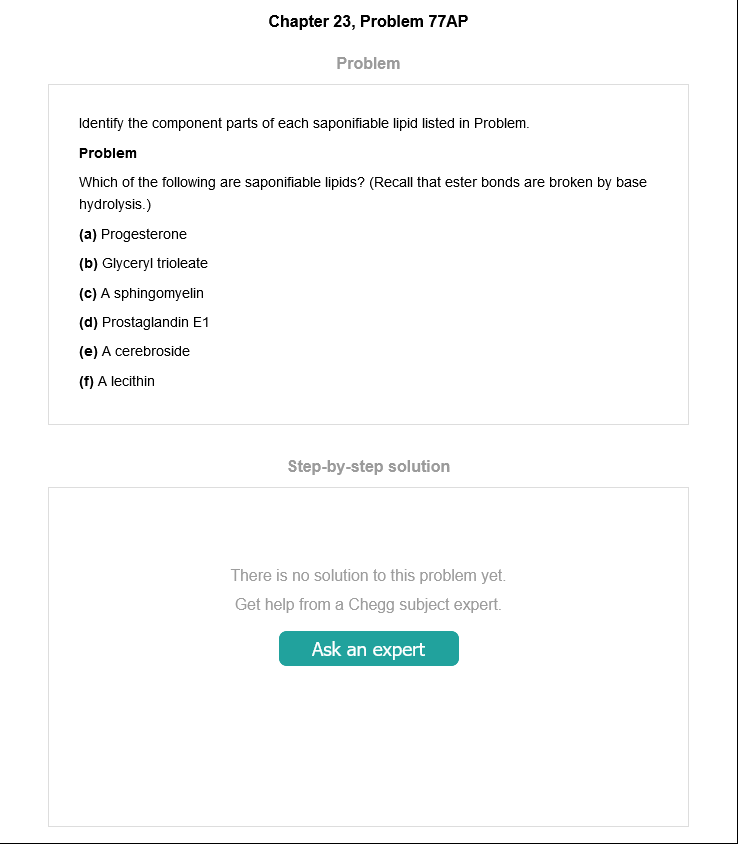 Chapter 23, Problem 77AP
Problem
Identify the component parts of each saponifiable lipid listed in Problem.
Problem
Which of the following are saponifiable lipids? (Recall that ester bonds are broken by base
hydrolysis.)
(a) Progesterone
(b) Glyceryl trioleate
(c) A sphingomyelin
(d) Prostaglandin E1
(e) A cerebroside
(f) A lecithin
Step-by-step solution
There is no solution to this problem yet.
Get help from a Chegg subject expert.
Ask an expert